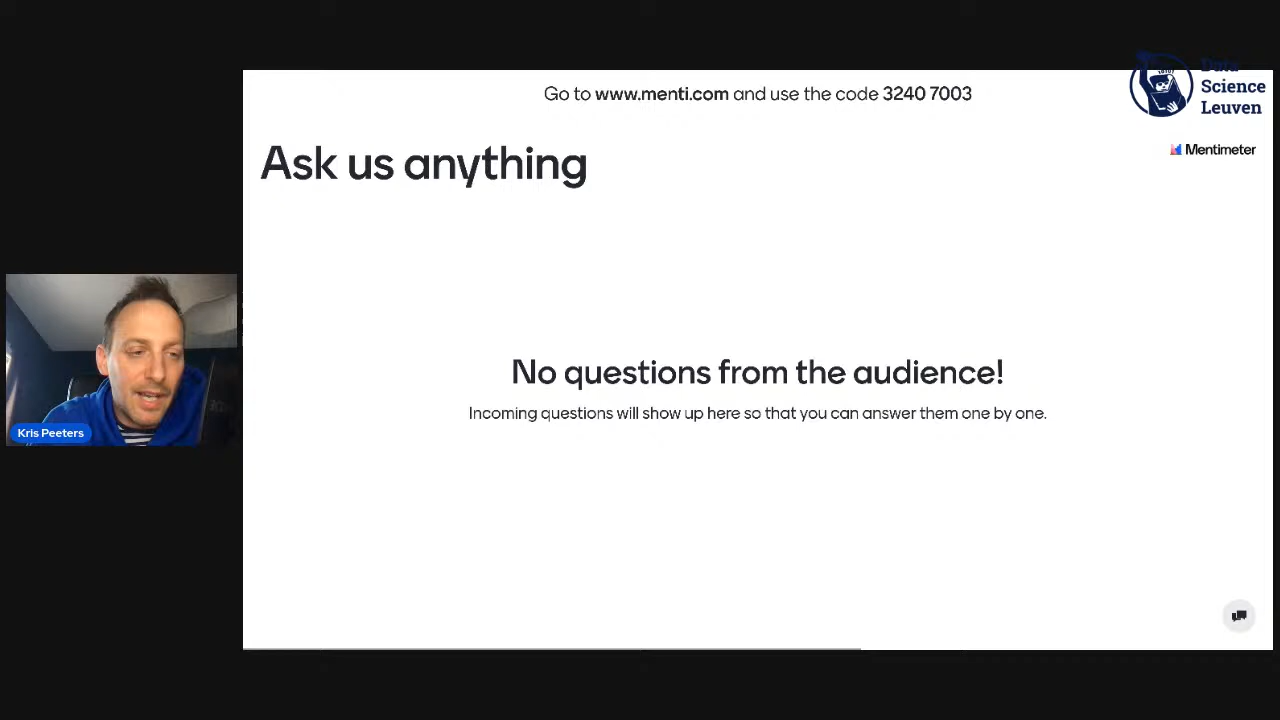 Go to www.menti.com and use the code 3240 7003
Data
Science
Leuven
Ask us anything
Mentimeter
No questions from the audience!
Incoming questions will show up here so that you can answer them one by one.
Kris Peeters